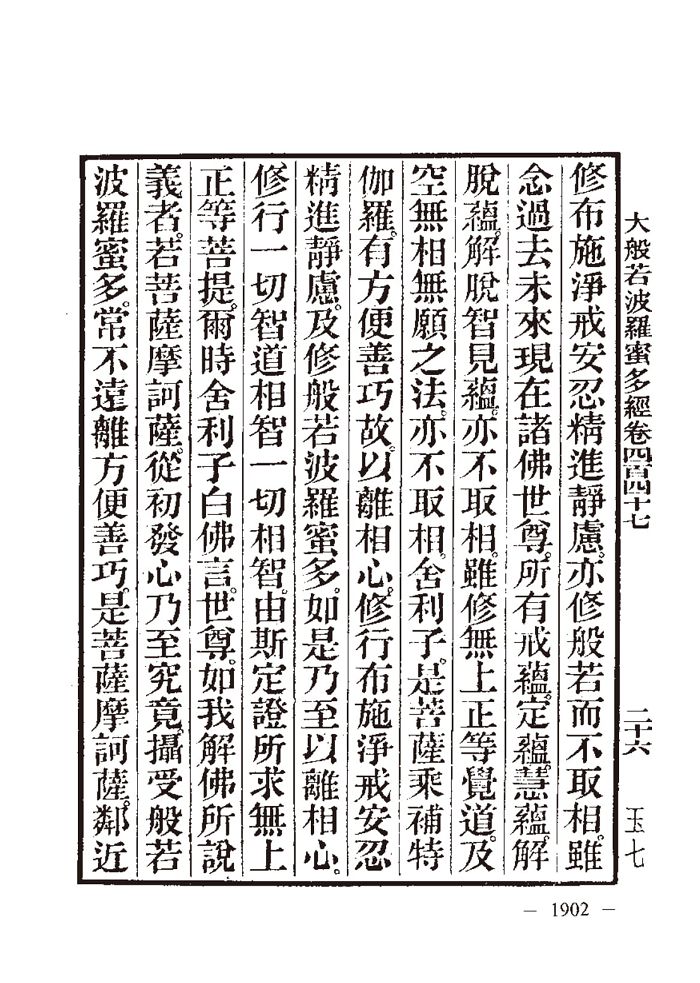 大般若波羅蜜多經卷四百四十七 二十六 玉七
修布施淨戒安忍精進靜慮。亦修般若而不取相。雖
念過去未來現在諸佛世尊。所有戒蘊。定蘊。慧蘊。解
脫蘊。解脫智見蘊。亦不取相。雖修無上正等覺道。及
空無相無願之法。亦不取相。舍利子。是菩薩乘補特
伽羅。有方便善巧故。以離相心。修行布施淨戒安忍
精進靜慮。及修般若波羅蜜多。如是乃至以離相心。
修行一切智道相智一切相智。由斯定證所求無上
正等菩提。爾時舍利子白佛言。世尊。如我解佛所說
義者。若菩薩摩訶薩。從初發心乃至究竟。攝受般若
波羅蜜多。常不遠離方便善巧。是菩薩摩訶薩。鄰近
— 1902 —